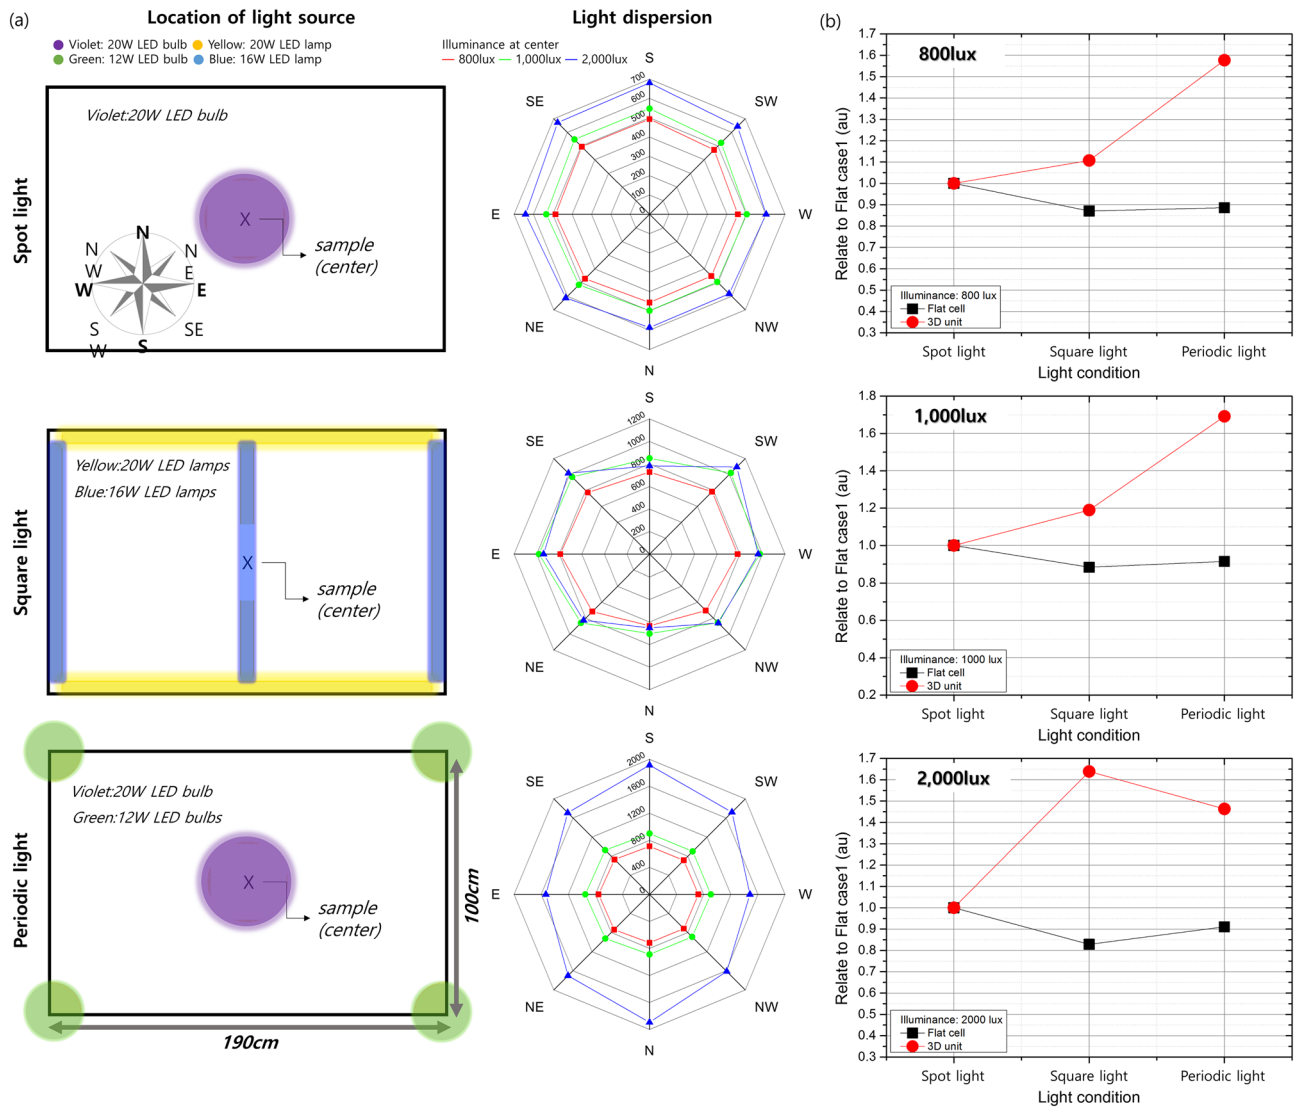 (a)
Location of light source
Light dispersion
Violet: 20W LED bulb
Yellow: 20W LED lamp
Green: 12W LED bulb
Blue: 16W LED lamp
Illuminance at center
800lux
1,000lux
2,000lux
Spot light
Violet:20W LED bulb
X
sample
(center)
N
N
E
E
SE
S
S
W
W
N
W
S
SW
W
NW
N
NE
E
SE
700
600
500
400
300
200
100
0
Square light
Yellow:20W LED lamps
Blue:16W LED lamps
X
sample
(center)
S
SW
W
NW
N
NE
E
SE
1200
1000
800
600
400
200
0
Periodic light
Violet:20W LED bulb
Green:12W LED bulbs
X
sample
(center)
100cm
190cm
S
SW
W
NW
N
NE
E
SE
2000
1600
1200
800
400
0
(b)
800lux
Relate to Flat case1 (au)
1.7
1.6
1.5
1.4
1.3
1.2
1.1
1.0
0.9
0.8
0.7
0.6
0.5
0.4
0.3
Illuminance: 800 lux
Flat cell
3D unit
Spot light
Square light
Periodic light
Light condition
1,000lux
Relate to Flat case1 (au)
1.8
1.6
1.4
1.2
1.0
0.8
0.6
0.4
0.2
Illuminance: 1000 lux
Flat cell
3D unit
Spot light
Square light
Periodic light
Light condition
2,000lux
Relate to Flat case1 (au)
1.7
1.6
1.5
1.4
1.3
1.2
1.1
1.0
0.9
0.8
0.7
0.6
0.5
0.4
0.3
Illuminance: 2000 lux
Flat cell
3D unit
Spot light
Square light
Periodic light
Light condition